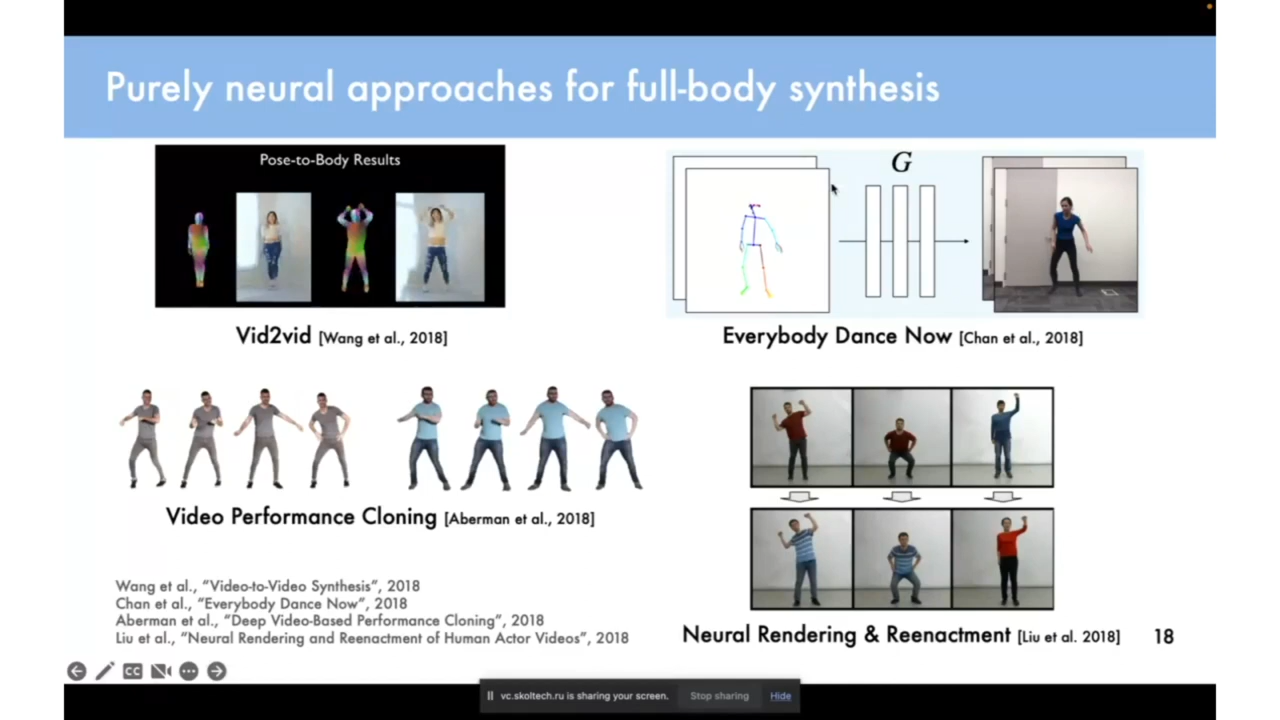 Purely neural approaches for full-body synthesis
Pose-to-Body Results
Vid2vid [Wang et al., 2018]
G
Everybody Dance Now [Chan et al., 2018]
Video Performance Cloning [Aberman et al., 2018]
Neural Rendering & Reenactment [Liu et al. 2018]
Wang et al., “Video-to-Video Synthesis”, 2018
Chan et al., “Everybody Dance Now”, 2018
Aberman et al., “Deep Video-Based Performance Cloning”, 2018
Liu et al., “Neural Rendering and Reenactment of Human Actor Videos”, 2018
18
CC
vc.skoltech.ru is sharing your screen. Stop sharing Hide